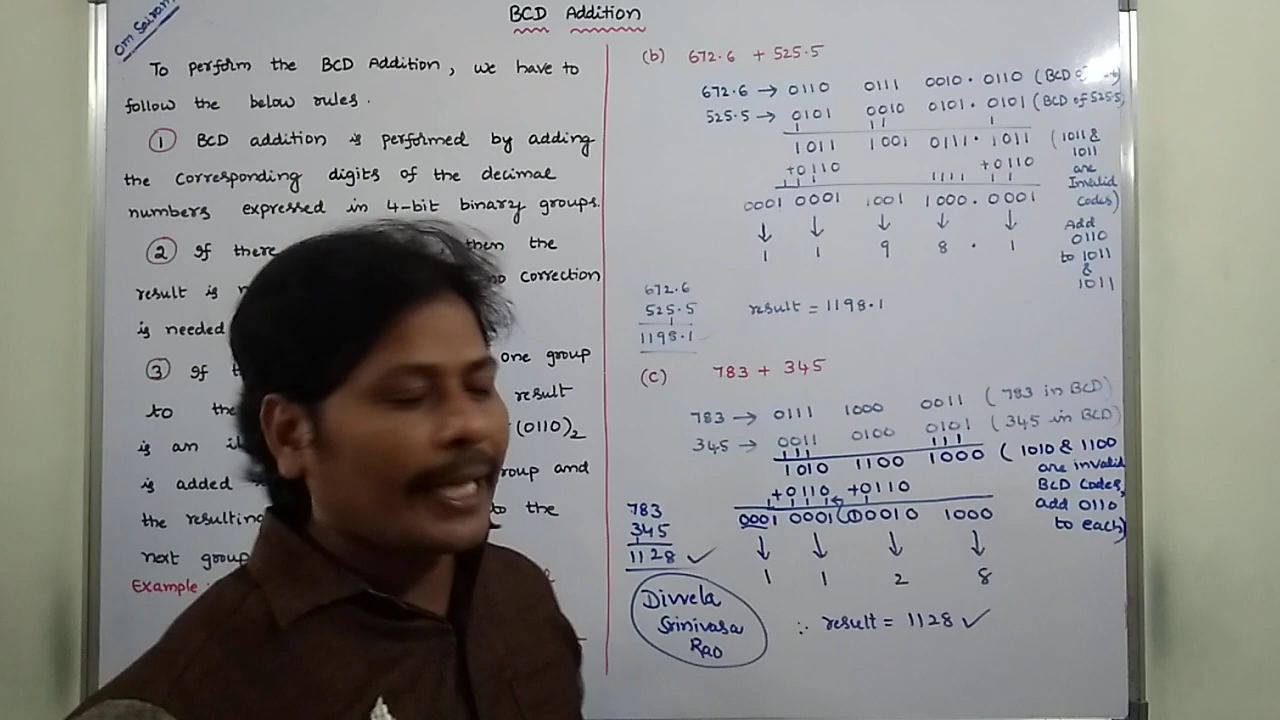 Om Sairam
BCD Addition
To perform the BCD Addition, we have to
follow the below rules.
① BCD addition is performed by adding
the corresponding digits of the decimal
numbers expressed in 4-bit binary groups.
② If there then the
result is no correction
is needed
③ If one group
to the result
is an (0110)₂
is added group and
the resulting to the
next group
Example
(b) 672.6 + 525.5
672.6 → 0110 0111 0010.0110 (BCD of
525.5 → 0101 0010 0101.0101 (BCD of 525.5)
1011 1001 0111.1011 (1011 &
1011
+0110 +0110 are
1 1 1 1 Invalid
0001 0001 1001 1000.0001 Codes)
↓ ↓ ↓ ↓ ↓ Add
0110
1 1 9 8 . 1 to 1011
&
1011
672.6
525.5
1198.1
result = 1198.1
(c) 783 + 345
783 → 0111 1000 0011 (783 in BCD)
345 → 0011 0100 0101 (345 in BCD)
1010 1100 1000 (1010 & 1100
are invalid
+0110 +0110 BCD Codes,
add 0110
0001 0001 (1)0010 1000 to each)
↓ ↓ ↓ ↓
1 1 2 8
783
345
1128 ✓
∴ result = 1128 ✓
Divvela
Srinivasa
Rao